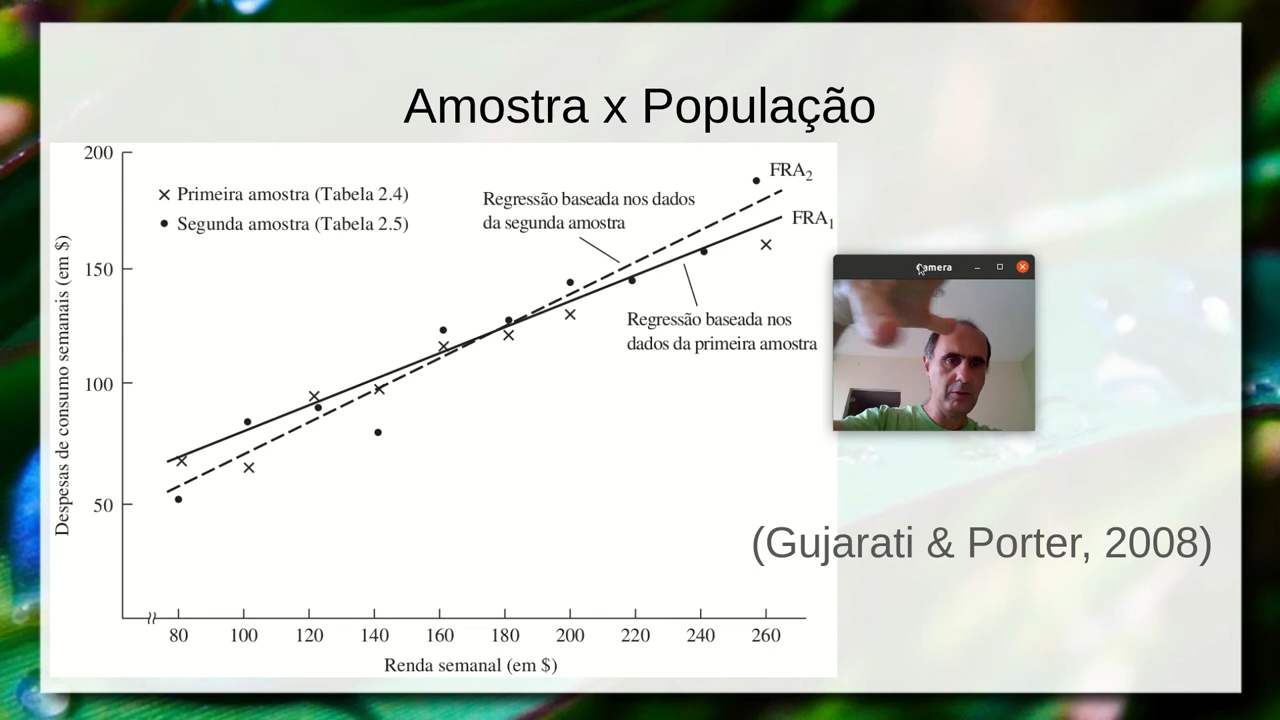 Amostra x População
200
× Primeira amostra (Tabela 2.4)
• Segunda amostra (Tabela 2.5)
Regressão baseada nos dados
da segunda amostra
FRA2
FRA1
150
Camera
Regressão baseada nos
dados da primeira amostra
100
50
Despesas de consumo semanais (em $)
(Gujarati & Porter, 2008)
80 100 120 140 160 180 200 220 240 260
Renda semanal (em $)